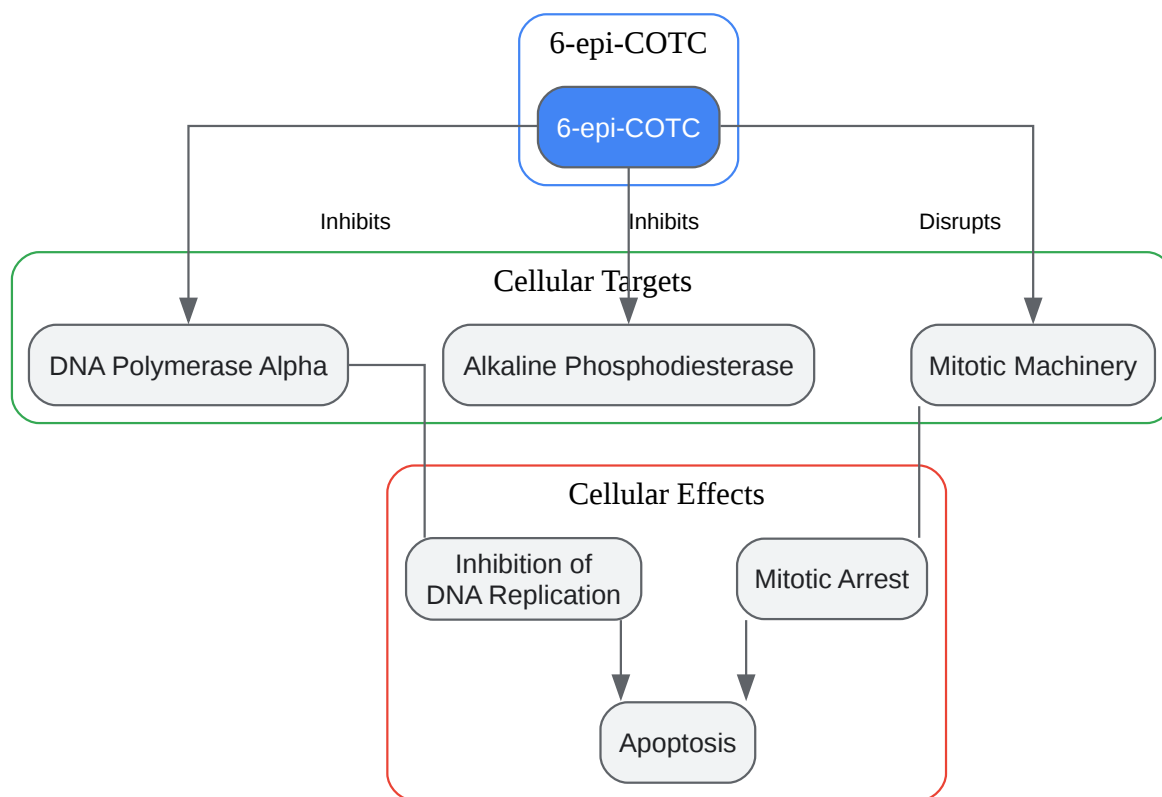 6-epi-COTC
6-epi-COTC
Inhibits
Inhibits
Disrupts
Cellular Targets
DNA Polymerase Alpha
Alkaline Phosphodiesterase
Mitotic Machinery
Cellular Effects
Inhibition of
DNA Replication
Mitotic Arrest
Apoptosis